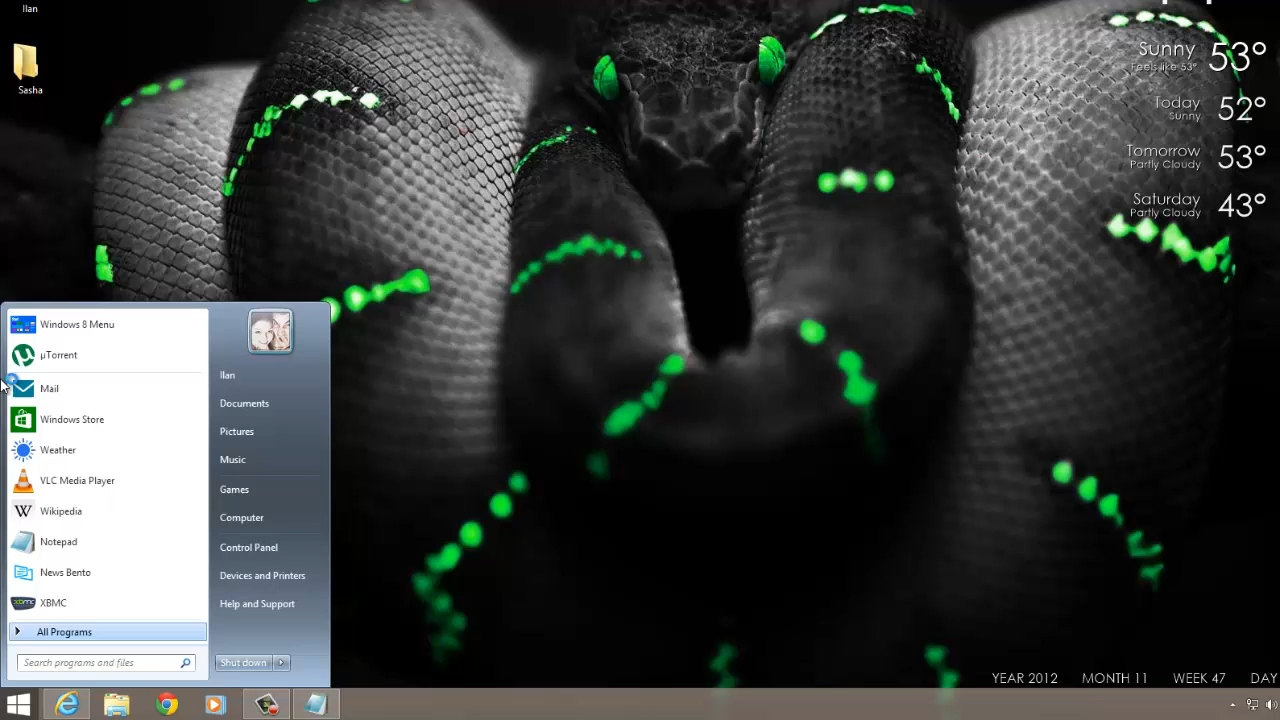 Ilan
Sasha
Sunny 53°
Feels like 53°
Today 52°
Sunny
Tomorrow 53°
Partly Cloudy
Saturday 43°
Partly Cloudy
Windows 8 Menu
µTorrent
Mail
Windows Store
Weather
VLC Media Player
Wikipedia
Notepad
News Bento
XBMC
All Programs
Search programs and files
Ilan
Documents
Pictures
Music
Games
Computer
Control Panel
Devices and Printers
Help and Support
Shut down
YEAR 2012 MONTH 11 WEEK 47 DAY